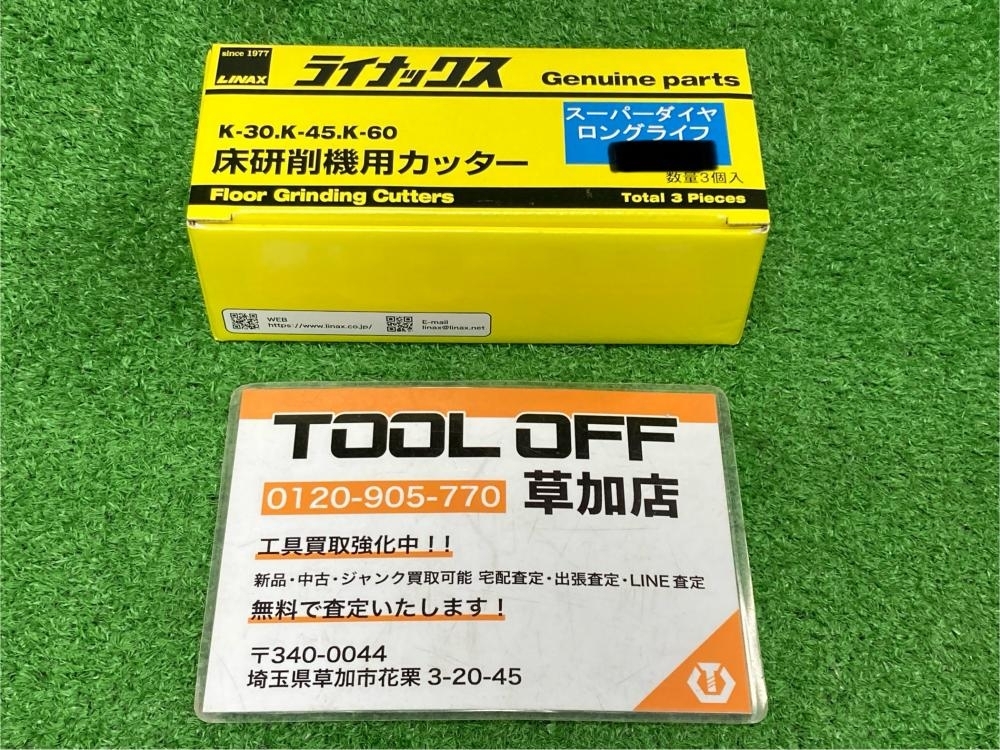 since 1977
LINAX
ライナックス
Genuine parts
K-30.K-45.K-60
床研削機用カッター
スーパーダイヤ
ロングライフ
数量3個入
Floor Grinding Cutters
Total 3 Pieces
WEB
https://www.linax.co.jp/
E-mail
linax@linax.net
TOOL OFF
0120-905-770 草加店
工具買取強化中!!
新品・中古・ジャンク買取可能 宅配査定・出張査定・LINE査定
無料で査定いたします!
〒340-0044
埼玉県草加市花栗 3-20-45